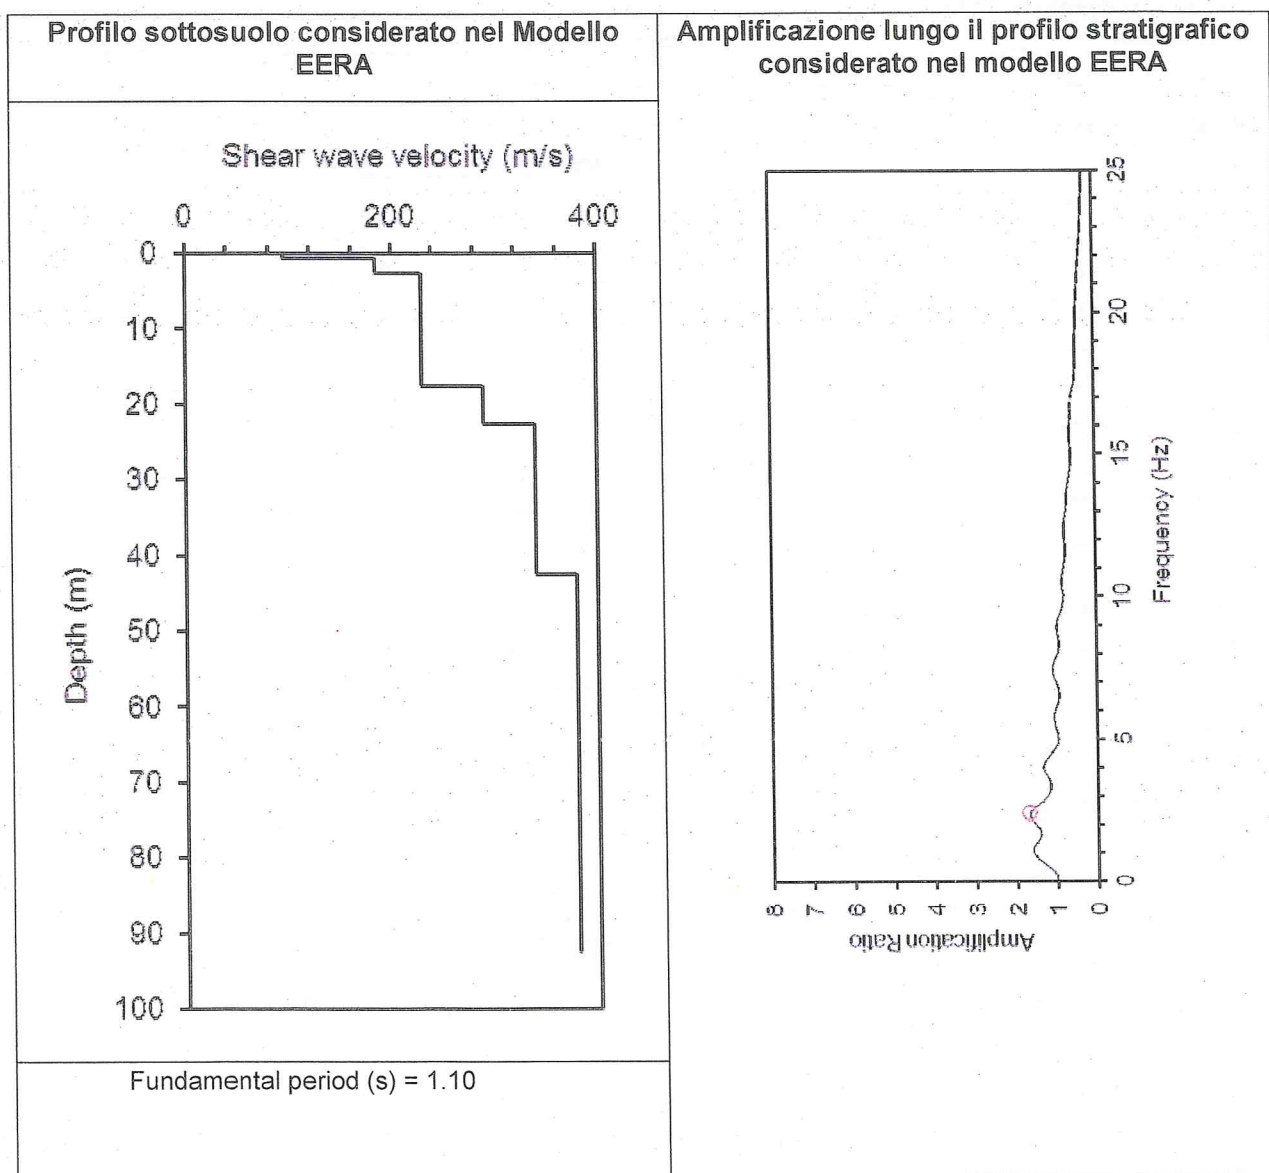 Profilo sottosuolo considerato nel Modello
EERA
Amplificazione lungo il profilo stratigrafico
considerato nel modello EERA
Shear wave velocity (m/s)
0 200 400
0
10
20
30
40
50
60
70
80
90
100
Depth (m)
Fundamental period (s) = 1.10
25
20
15
10
5
0
Frequency (Hz)
8 7 6 5 4 3 2 1 0
Amplification Ratio